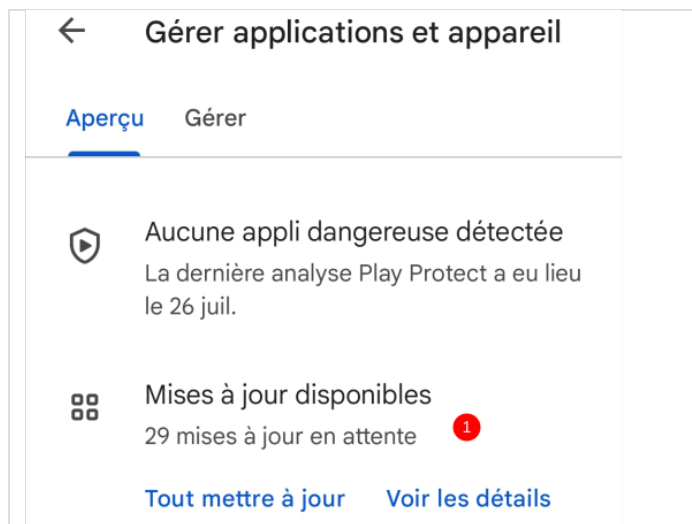 Gérer applications et appareil
Aperçu Gérer
Aucune appli dangereuse détectée
La dernière analyse Play Protect a eu lieu
le 26 juil.
Mises à jour disponibles
29 mises à jour en attente 1
Tout mettre à jour Voir les détails